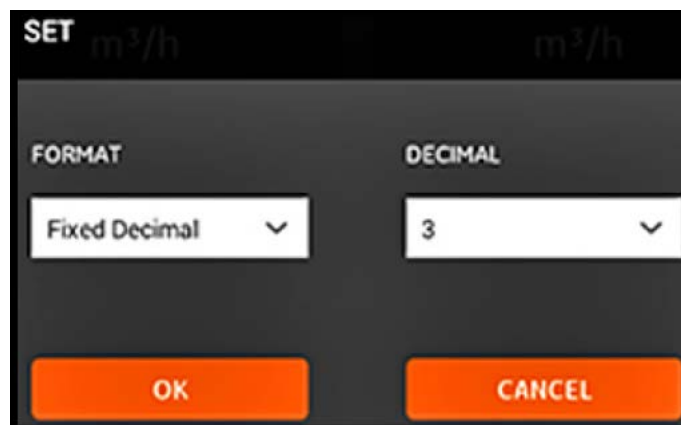 SET
m³/h m³/h
FORMAT DECIMAL
Fixed Decimal 3
OK CANCEL